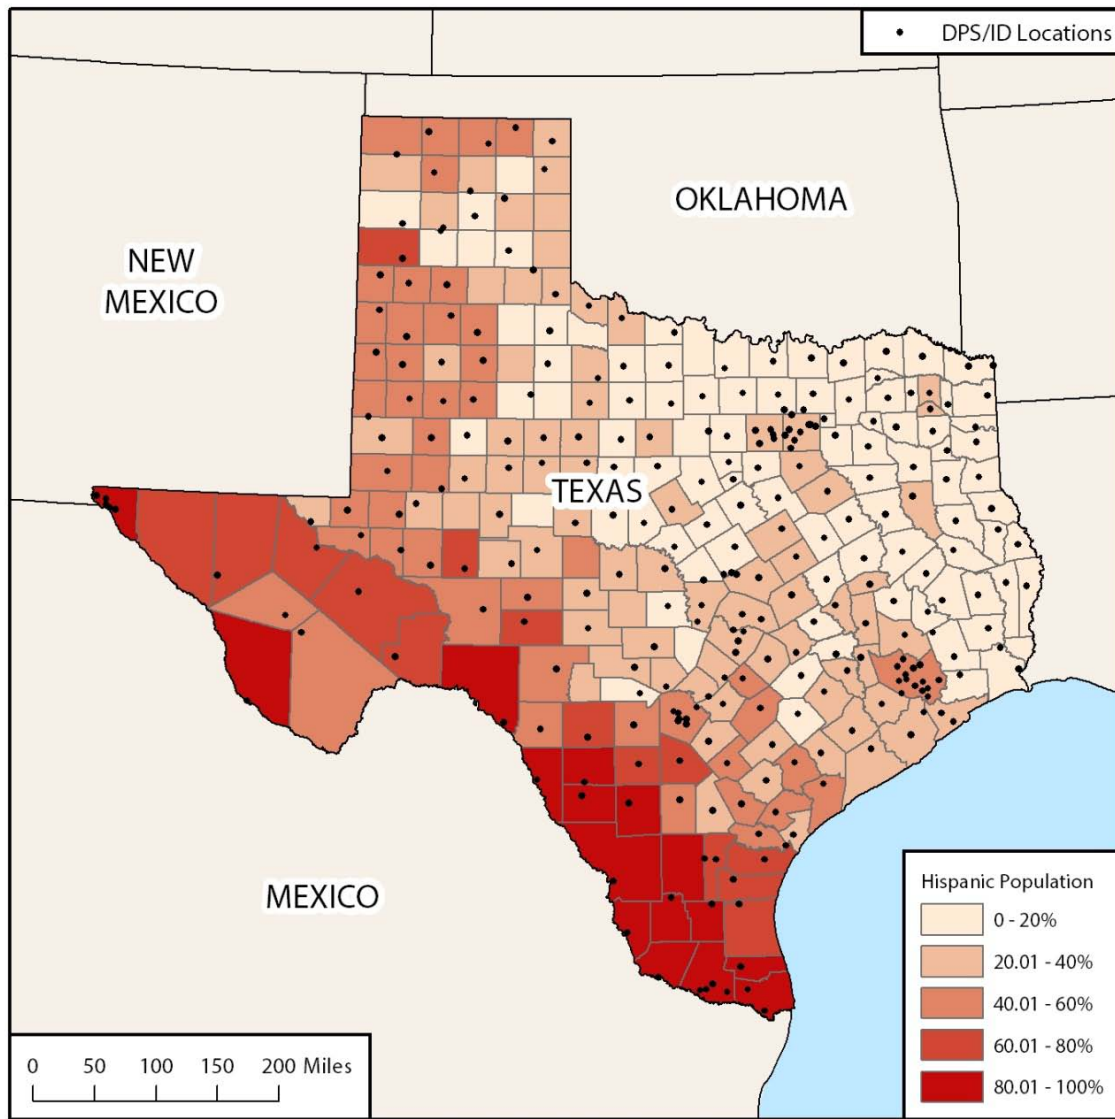 DPS/ID Locations
OKLAHOMA
NEW
MEXICO
TEXAS
MEXICO
Hispanic Population
0 - 20%
20.01 - 40%
40.01 - 60%
60.01 - 80%
80.01 - 100%
0 50 100 150 200 Miles